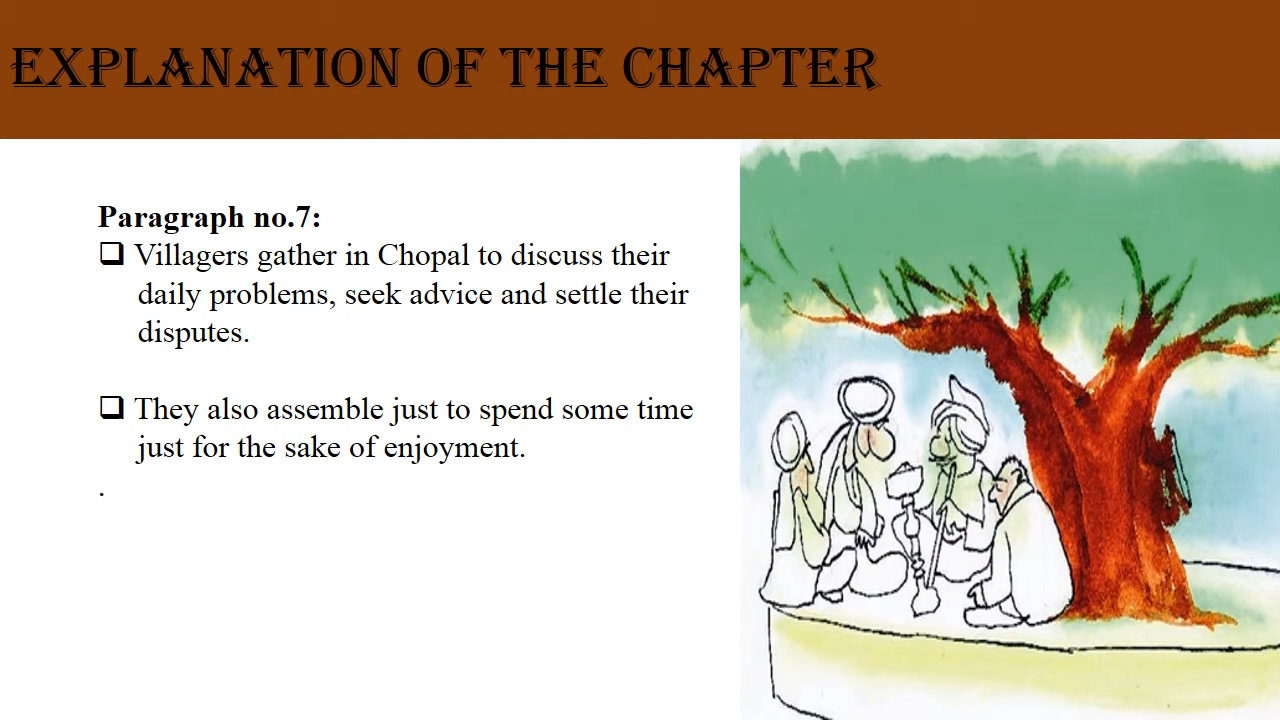 EXPLANATION OF THE CHAPTER
Paragraph no.7:
❑ Villagers gather in Chopal to discuss their
daily problems, seek advice and settle their
disputes.
❑ They also assemble just to spend some time
just for the sake of enjoyment.
.